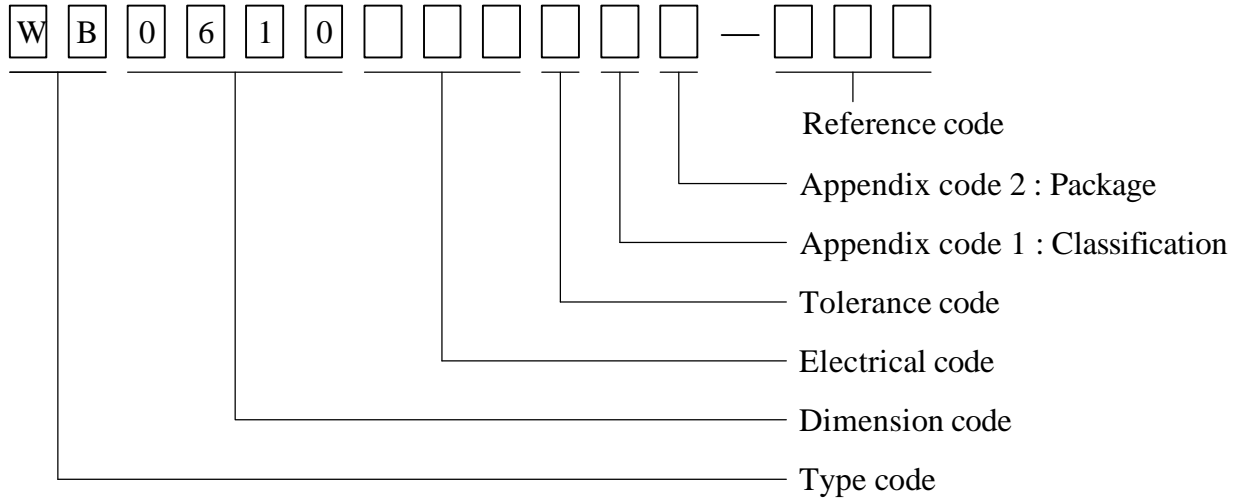 W B 0 6 1 0 —
Reference code
Appendix code 2 : Package
Appendix code 1 : Classification
Tolerance code
Electrical code
Dimension code
Type code